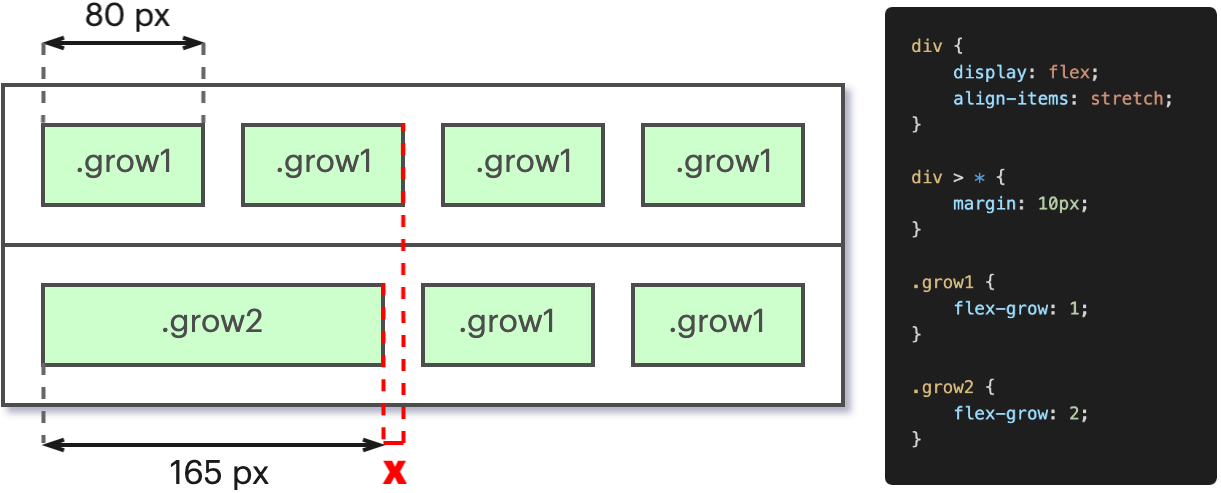 80 px
.grow1
.grow1
.grow1
.grow1
.grow2
.grow1
.grow1
165 px
x
div {
    display: flex;
    align-items: stretch;
}
div > * {
    margin: 10px;
}
.grow1 {
    flex-grow: 1;
}
.grow2 {
    flex-grow: 2;
}